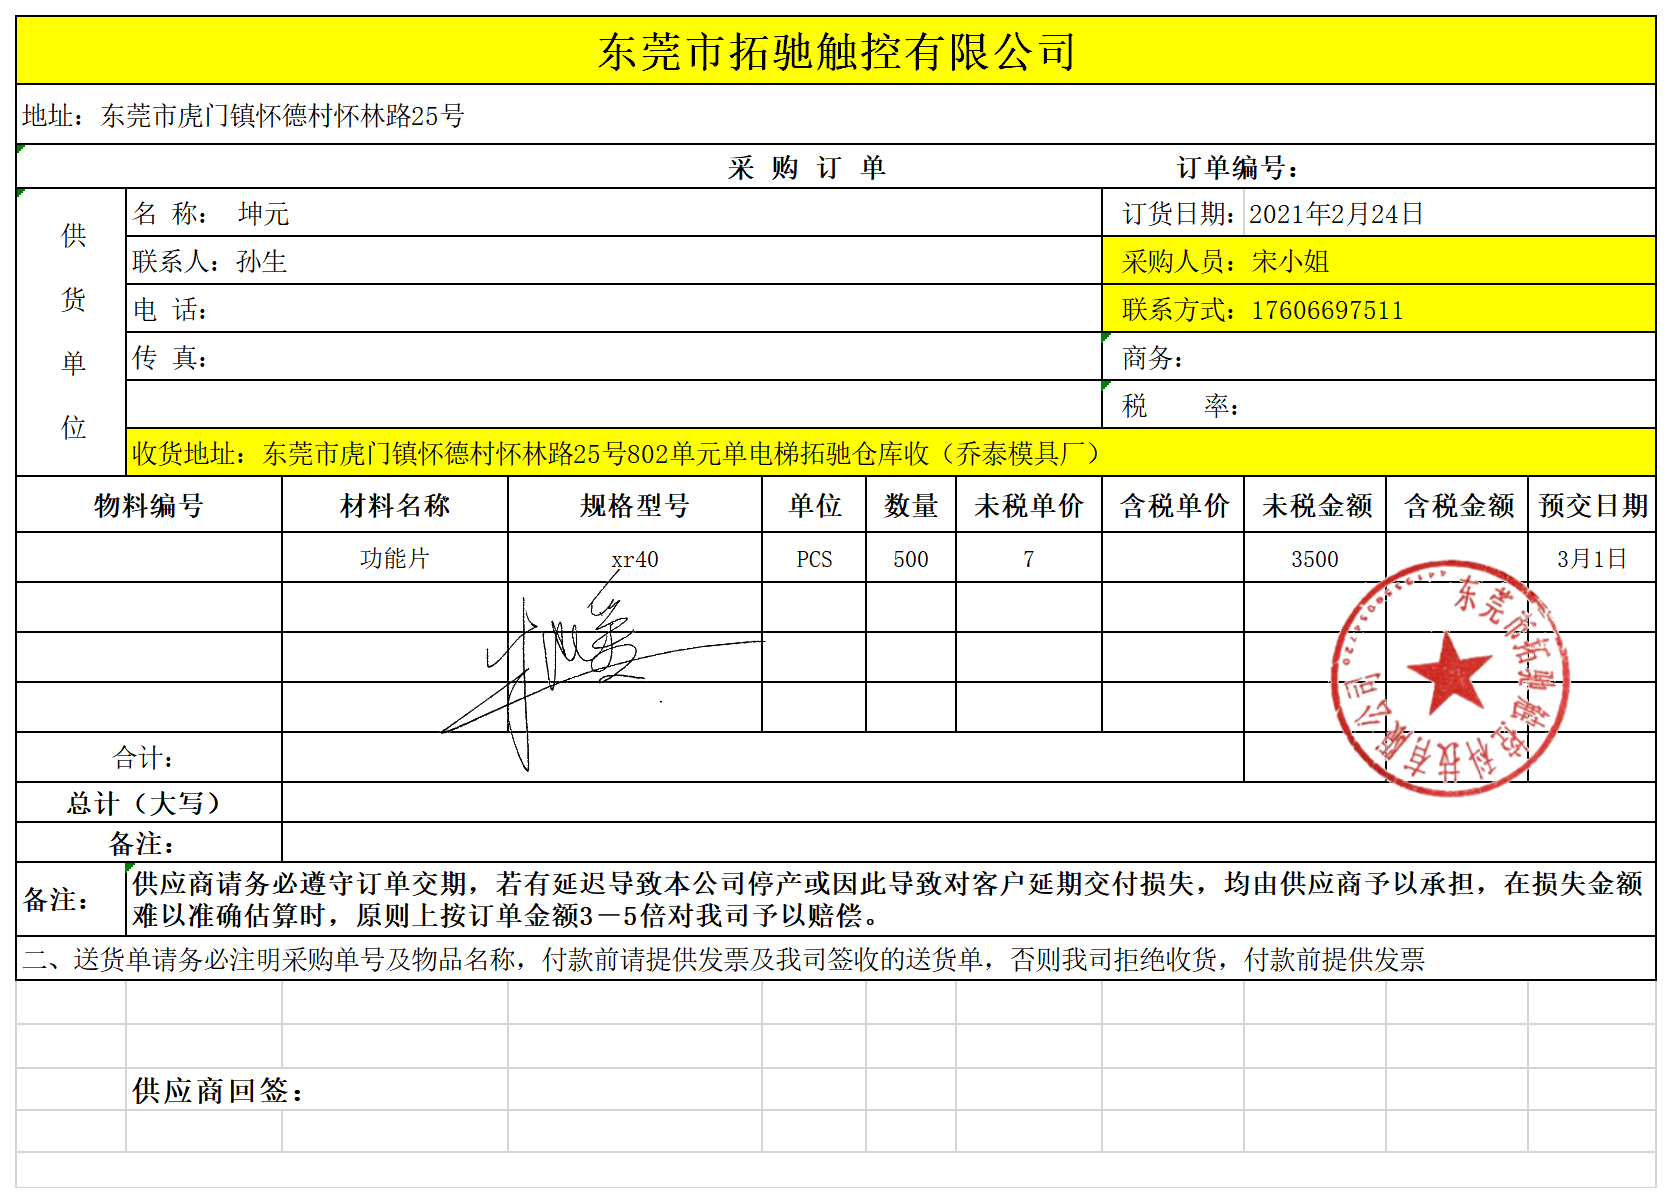 东莞市拓驰触控有限公司
地址：东莞市虎门镇怀德村怀林路25号
采 购 订 单 订单编号：
供货单位
名 称： 坤元 订货日期：2021年2月24日
联系人：孙生 采购人员：宋小姐
电 话： 联系方式：17606697511
传 真： 商务：
税 率：
收货地址：东莞市虎门镇怀德村怀林路25号802单元单电梯拓驰仓库收（乔泰模具厂）
物料编号 材料名称 规格型号 单位 数量 未税单价 含税单价 未税金额 含税金额 预交日期
功能片 xr40 PCS 500 7 3500 3月1日
东莞市拓驰触控科技有限公司
合计：
总计（大写）
备注：
备注： 供应商请务必遵守订单交期，若有延迟导致本公司停产或因此导致对客户延期交付损失，均由供应商予以承担，在损失金额
难以准确估算时，原则上按订单金额3－5倍对我司予以赔偿。
二、送货单请务必注明采购单号及物品名称，付款前请提供发票及我司签收的送货单，否则我司拒绝收货，付款前提供发票
供应商回签：